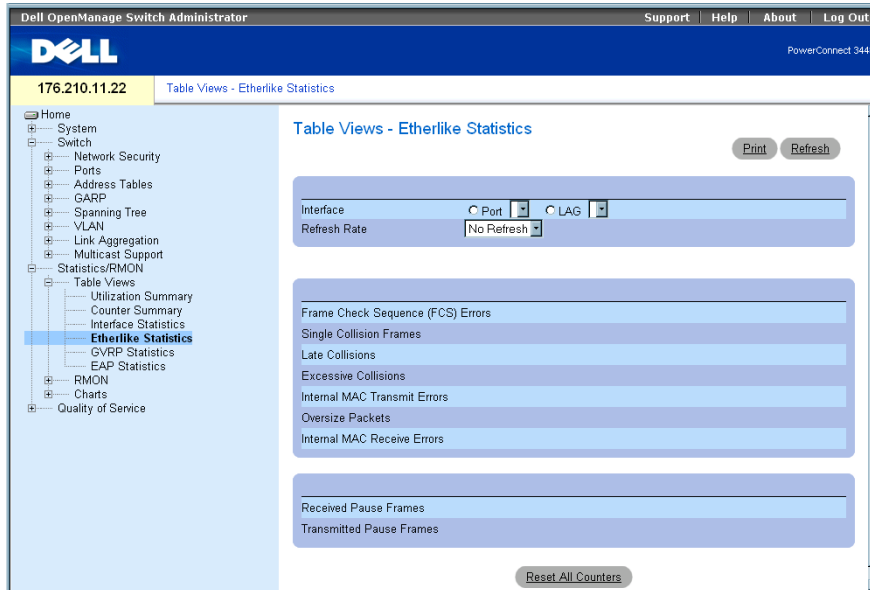 Dell OpenManage Switch Administrator
Support Help About Log Out
DELL
PowerConnect 344
176.210.11.22
Table Views - Etherlike Statistics
Home
System
Switch
Network Security
Ports
Address Tables
GARP
Spanning Tree
VLAN
Link Aggregation
Multicast Support
Statistics/RMON
Table Views
Utilization Summary
Counter Summary
Interface Statistics
Etherlike Statistics
GVRP Statistics
EAP Statistics
RMON
Charts
Quality of Service
Table Views - Etherlike Statistics
Print Refresh
Interface Port LAG
Refresh Rate No Refresh
Frame Check Sequence (FCS) Errors
Single Collision Frames
Late Collisions
Excessive Collisions
Internal MAC Transmit Errors
Oversize Packets
Internal MAC Receive Errors
Received Pause Frames
Transmitted Pause Frames
Reset All Counters